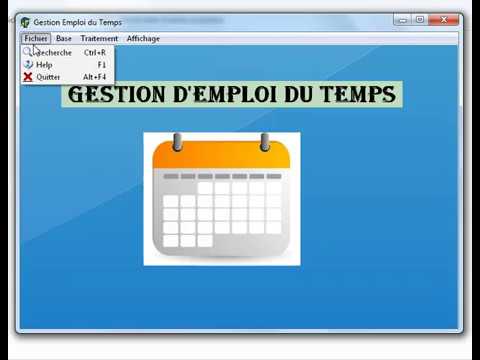 Gestion Emploi du Temps
Fichier Base Traitement Affichage
Recherche Ctrl+R
Help F1
Quitter Alt+F4
GESTION D'EMPLOI DU TEMPS